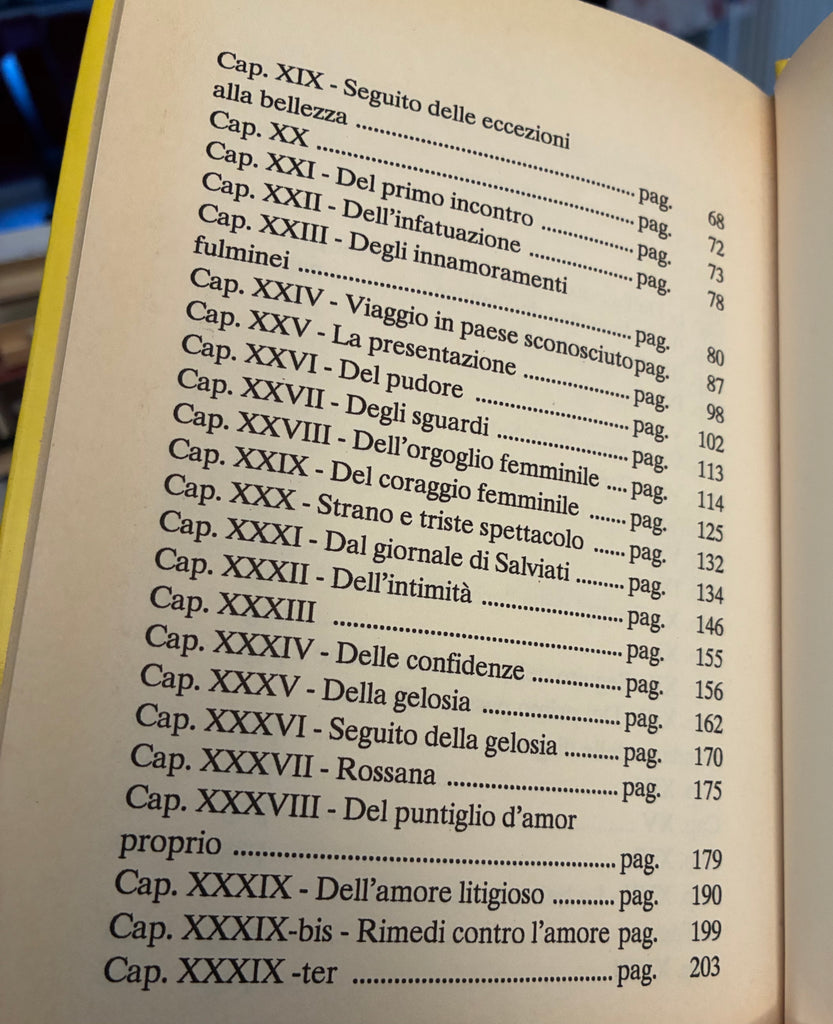 Cap. XIX - Seguito delle eccezioni
alla bellezza ........................................ pag. 68
Cap. XX ............................................... pag. 72
Cap. XXI - Del primo incontro ............. pag. 73
Cap. XXII - Dell'infatuazione ............... pag. 78
Cap. XXIII - Degli innamoramenti
fulminei ................................................ pag. 80
Cap. XXIV - Viaggio in paese sconosciuto pag. 87
Cap. XXV - La presentazione ............... pag. 98
Cap. XXVI - Del pudore ...................... pag. 102
Cap. XXVII - Degli sguardi ................... pag. 113
Cap. XXVIII - Dell'orgoglio femminile .... pag. 114
Cap. XXIX - Del coraggio femminile ....... pag. 125
Cap. XXX - Strano e triste spettacolo ...... pag. 132
Cap. XXXI - Dal giornale di Salviati ......... pag. 134
Cap. XXXII - Dell'intimità ..................... pag. 146
Cap. XXXIII .......................................... pag. 155
Cap. XXXIV - Delle confidenze ............... pag. 156
Cap. XXXV - Della gelosia ..................... pag. 162
Cap. XXXVI - Seguito della gelosia .......... pag. 170
Cap. XXXVII - Rossana .......................... pag. 175
Cap. XXXVIII - Del puntiglio d'amor
proprio .................................................. pag. 179
Cap. XXXIX - Dell'amore litigioso ........... pag. 190
Cap. XXXIX-bis - Rimedi contro l'amore pag. 199
Cap. XXXIX -ter ..................................... pag. 203